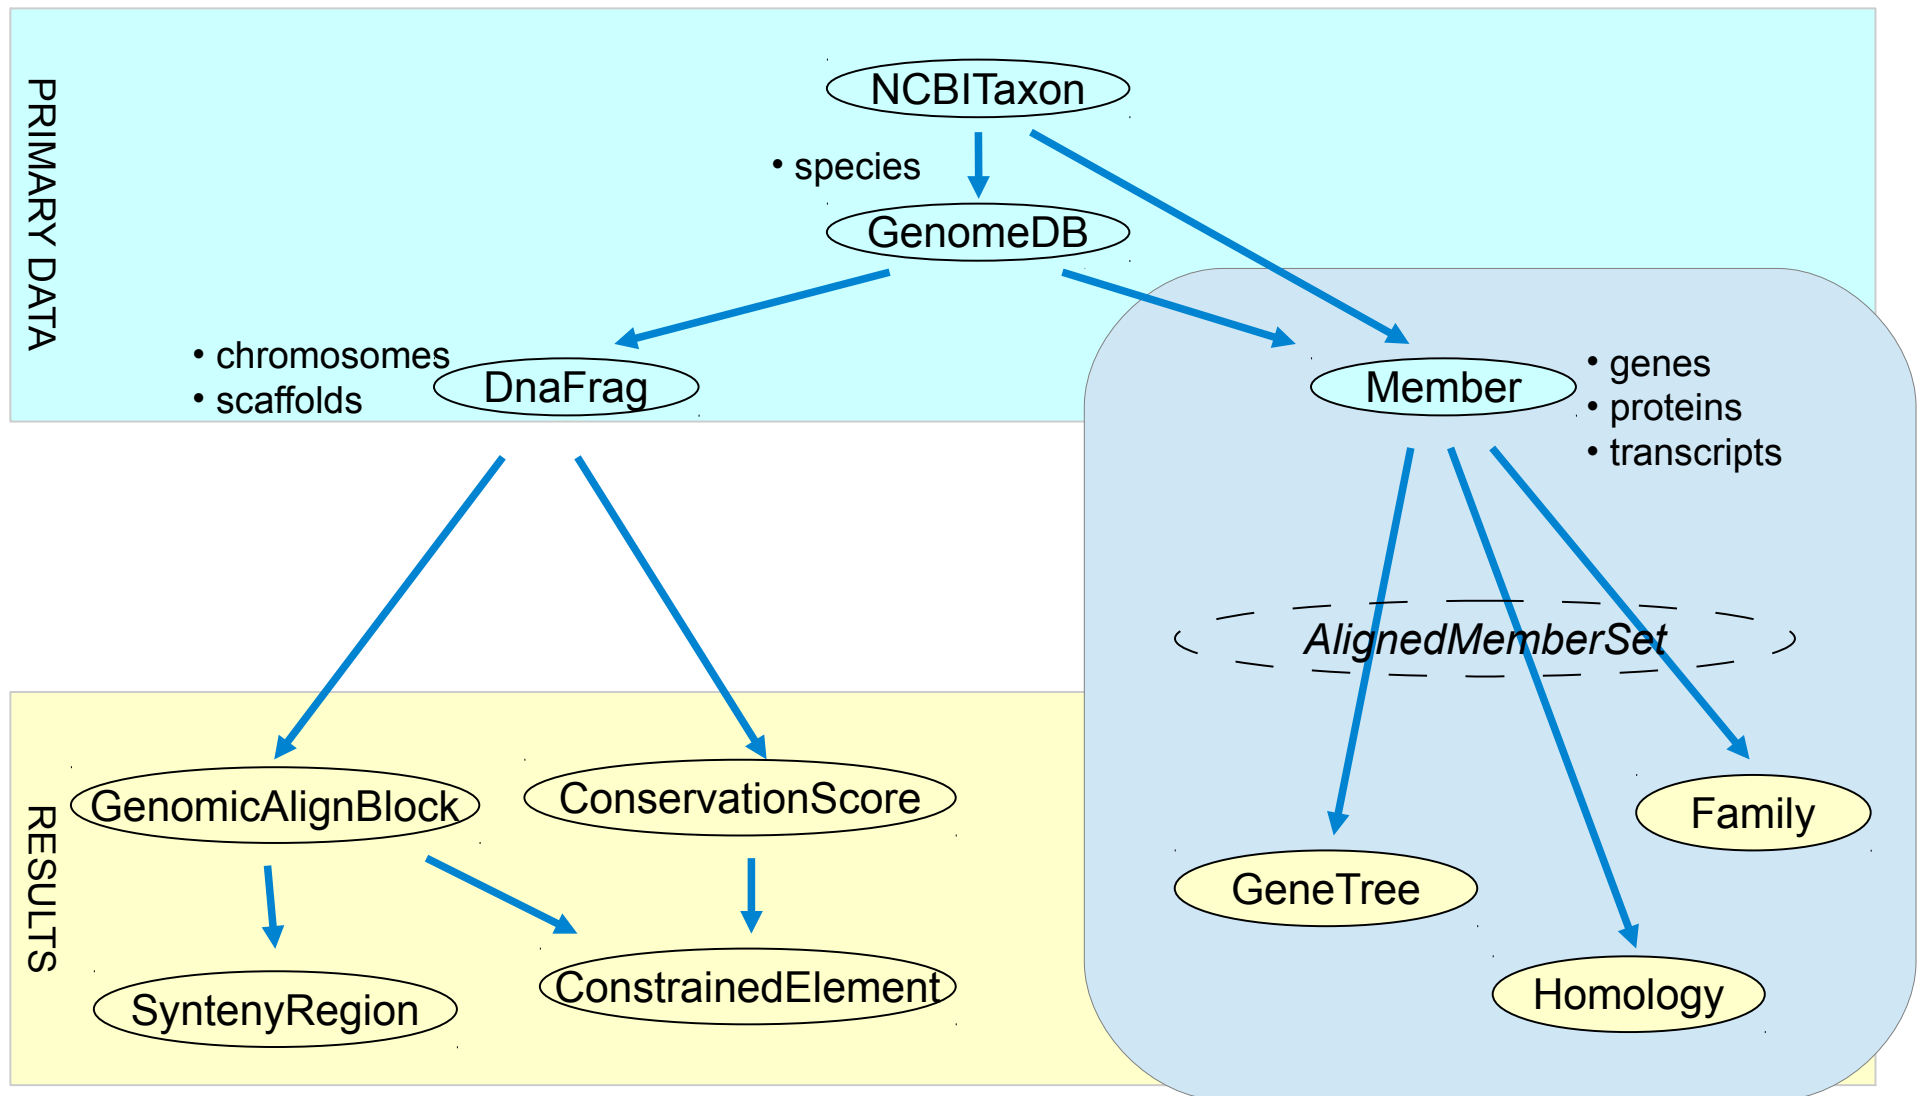 PRIMARY DATA
NCBITaxon
• species
GenomeDB
• chromosomes
• scaffolds
DnaFrag
Member
• genes
• proteins
• transcripts
AlignedMemberSet
RESULTS
GenomicAlignBlock
ConservationScore
Family
GeneTree
SyntenyRegion
ConstrainedElement
Homology